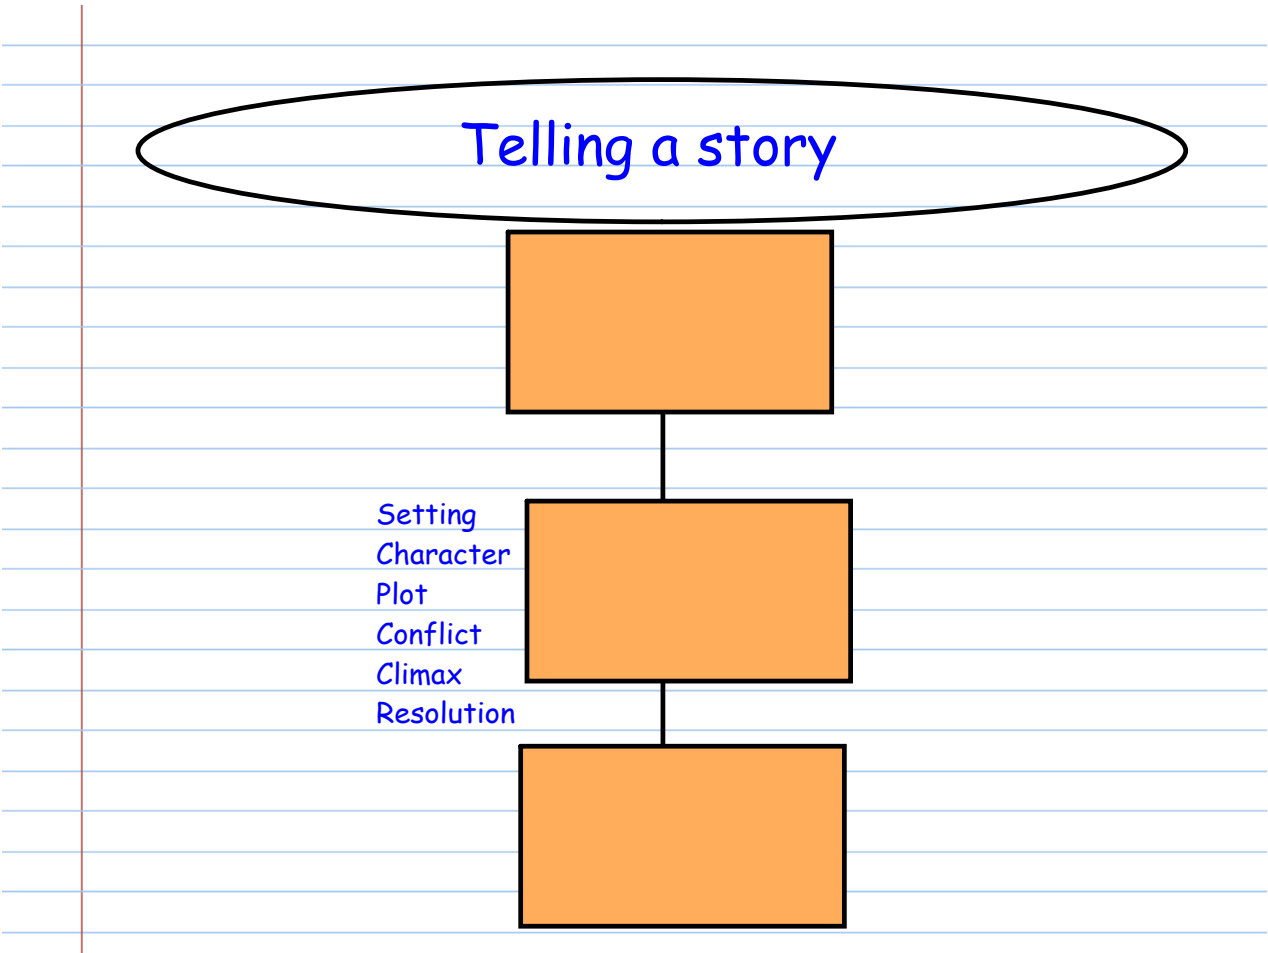 Telling a story
Setting
Character
Plot
Conflict
Climax
Resolution